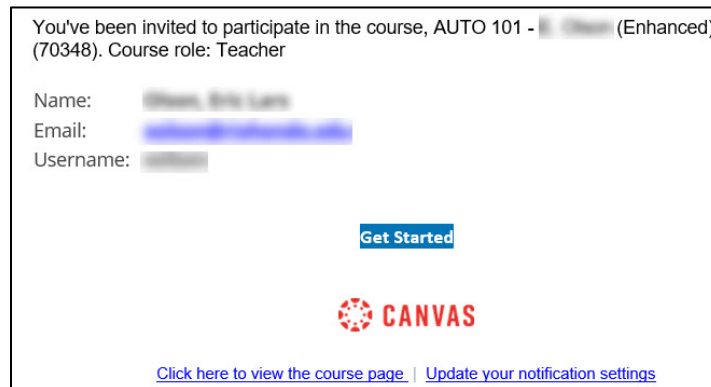 You've been invited to participate in the course, AUTO 101 - (Enhanced)
(70348). Course role: Teacher
Name:
Email:
Username:
Get Started
CANVAS
Click here to view the course page | Update your notification settings